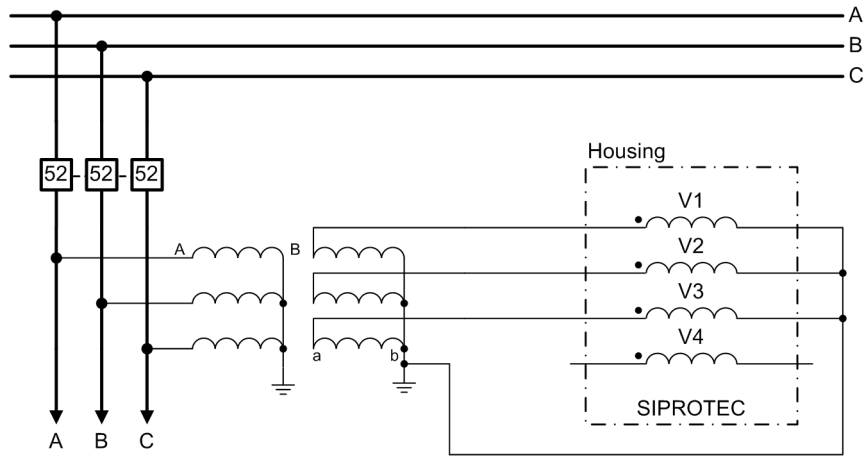 A
B
C
52 52 52
Housing
V1
A B
V2
V3
a b
V4
SIPROTEC
A B C